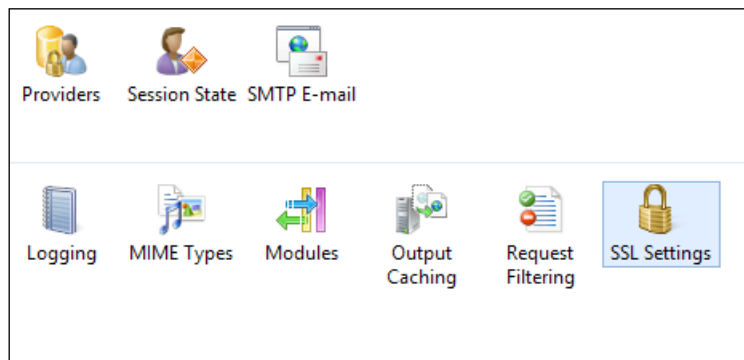 Providers
Session State
SMTP E-mail
Logging
MIME Types
Modules
Output
Caching
Request
Filtering
SSL Settings